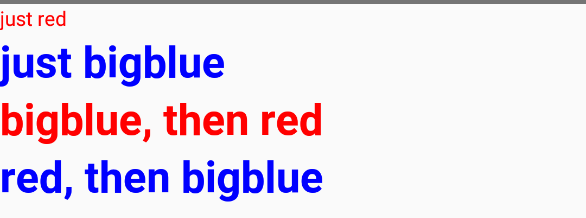 just red
just bigblue
bigblue, then red
red, then bigblue